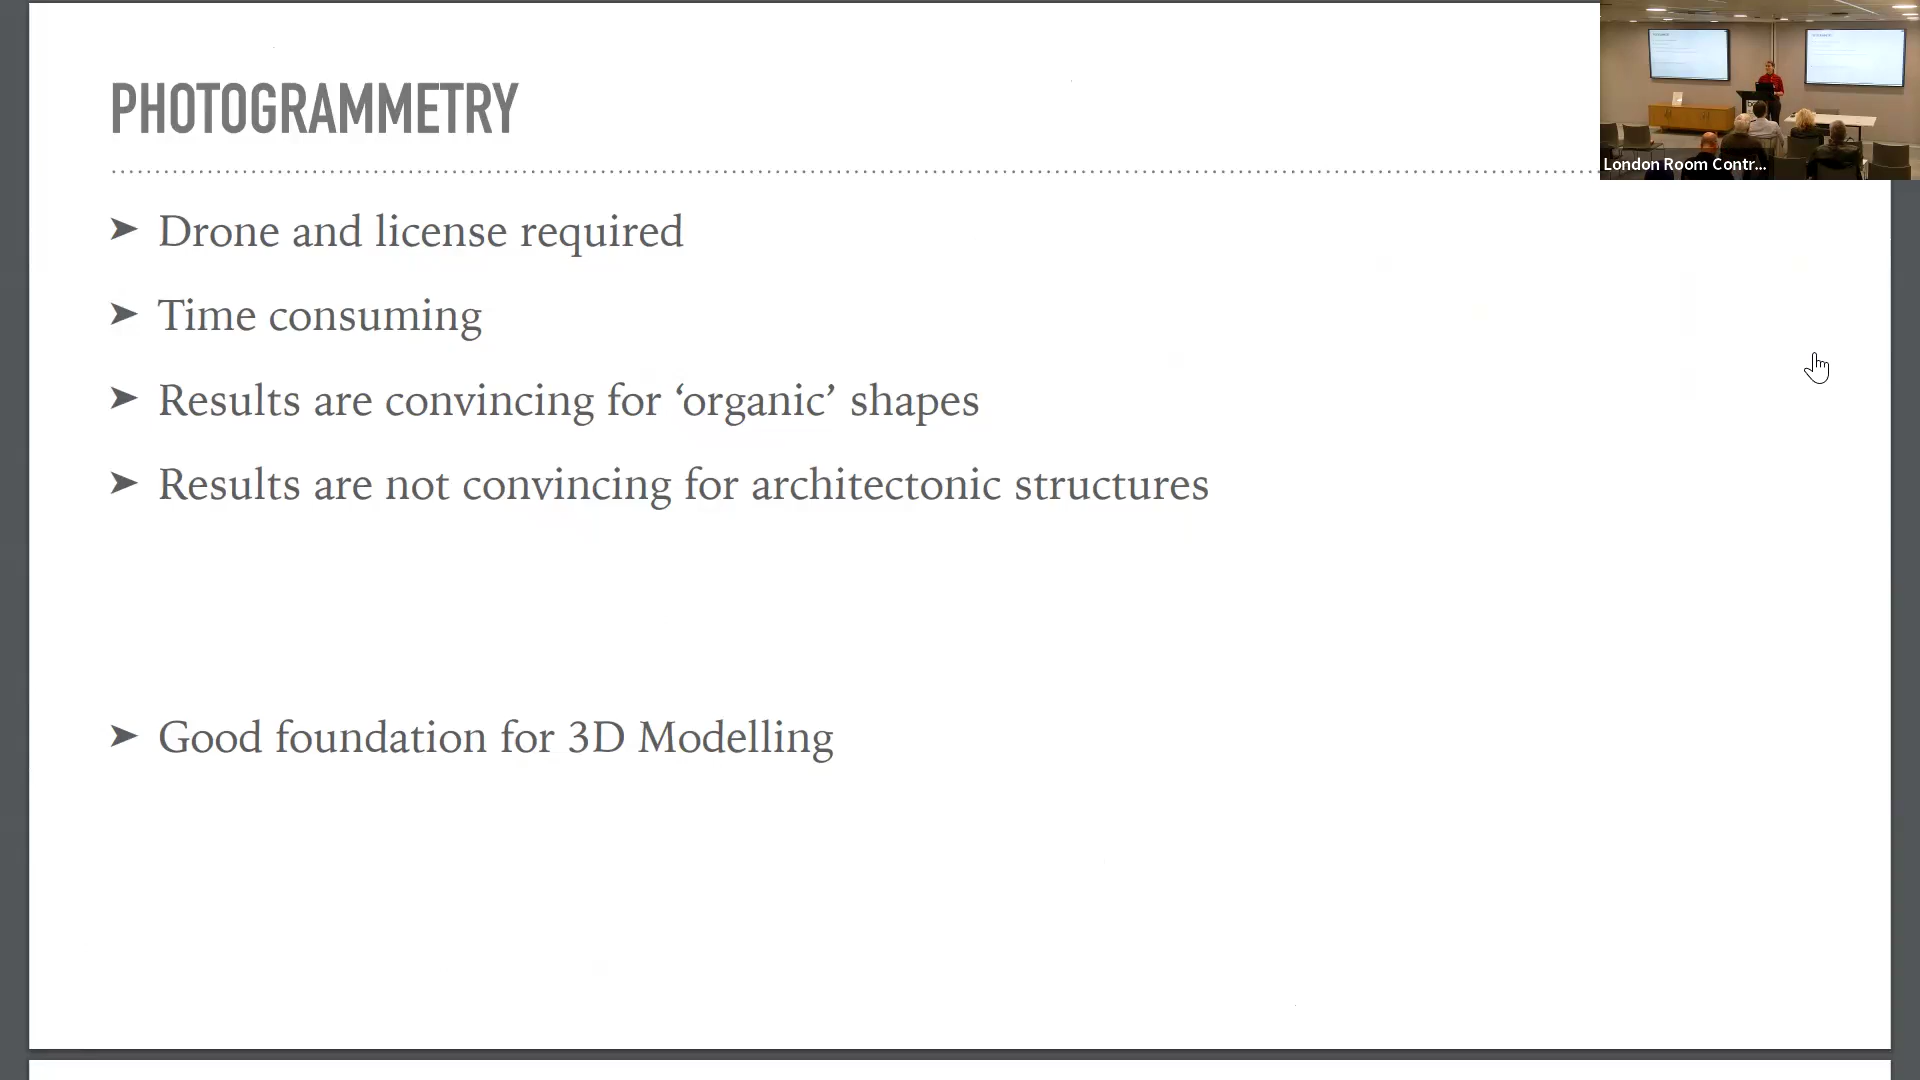 PHOTOGRAMMETRY
➤ Drone and license required
➤ Time consuming
➤ Results are convincing for ‘organic’ shapes
➤ Results are not convincing for architectonic structures
➤ Good foundation for 3D Modelling
London Room Contr...